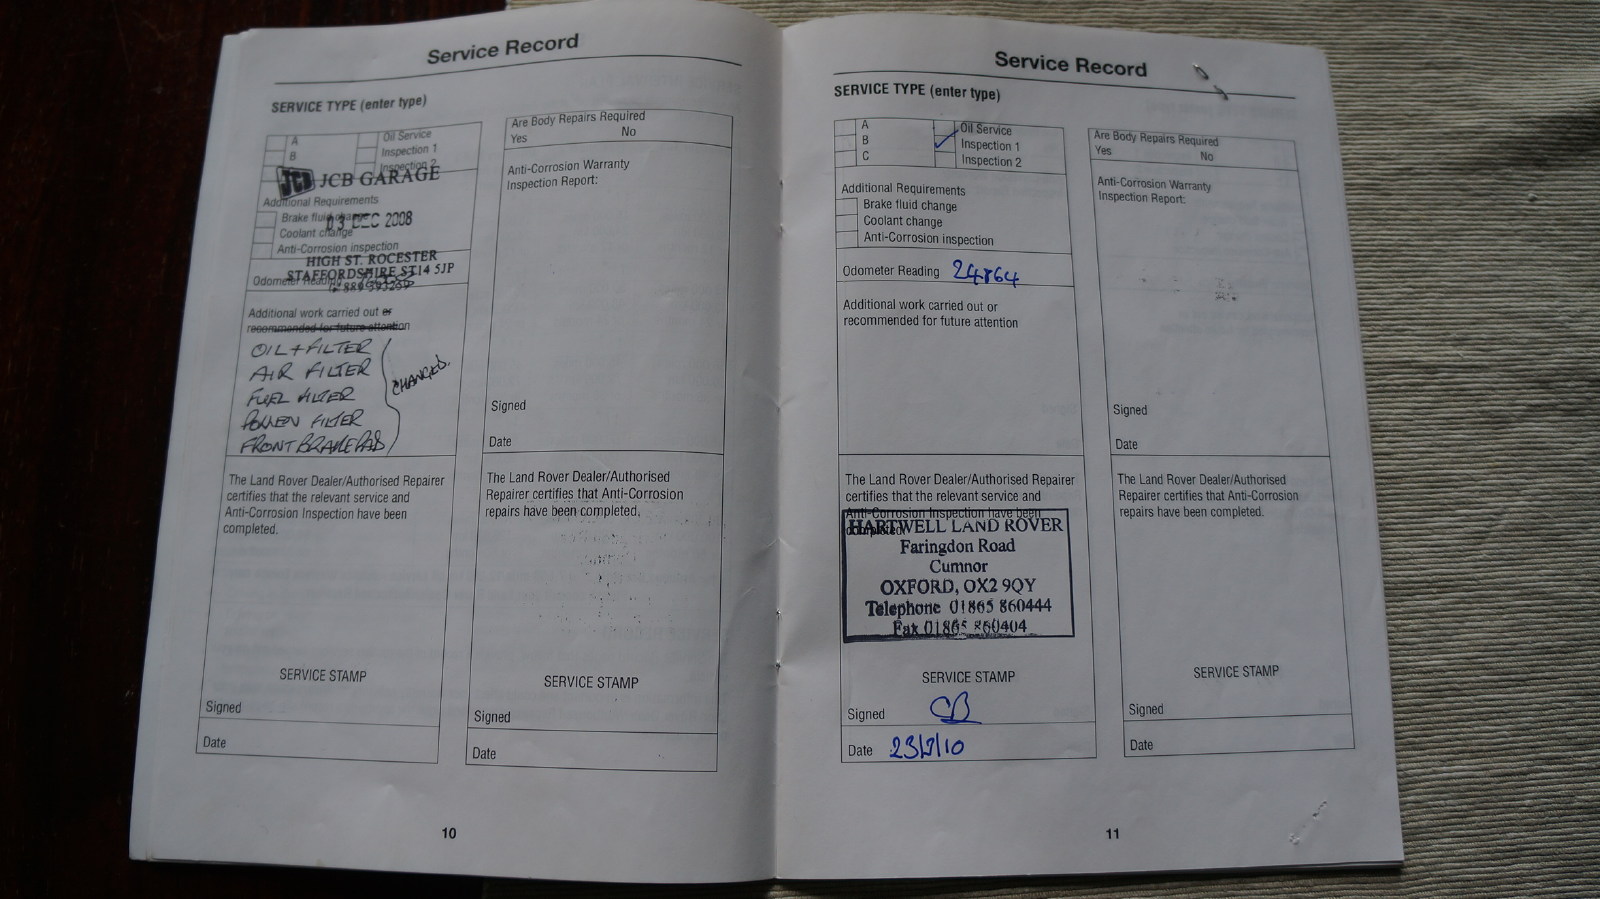 Service Record
SERVICE TYPE (enter type)
A
B
Oil Service
Inspection 1
Inspection 2
JCB JCB GARAGE
Additional Requirements
Brake fluid change
03 DEC 2008
Coolant change
Anti-Corrosion inspection
HIGH ST. ROCESTER
STAFFORDSHIRE ST14 5JP
Odometer Reading
Additional work carried out or
recommended for future attention
OIL + FILTER
AIR FILTER
FUEL FILTER
POLLEN FILTER
FRONT BRAKE PADS
CHANGED.
The Land Rover Dealer/Authorised Repairer
certifies that the relevant service and
Anti-Corrosion Inspection have been
completed.
SERVICE STAMP
Signed
Date
Are Body Repairs Required
Yes No
Anti-Corrosion Warranty
Inspection Report:
Signed
Date
The Land Rover Dealer/Authorised
Repairer certifies that Anti-Corrosion
repairs have been completed.
SERVICE STAMP
Signed
Date
10
Service Record
SERVICE TYPE (enter type)
A
B
C
Oil Service
Inspection 1
Inspection 2
Additional Requirements
Brake fluid change
Coolant change
Anti-Corrosion inspection
Odometer Reading 24864
Additional work carried out or
recommended for future attention
The Land Rover Dealer/Authorised Repairer
certifies that the relevant service and
Anti-Corrosion Inspection have been
completed.
HARTWELL LAND ROVER
Faringdon Road
Cumnor
OXFORD, OX2 9QY
Telephone 01865 860444
Fax 01865 860404
SERVICE STAMP
Signed CB
Date 23/7/10
Are Body Repairs Required
Yes No
Anti-Corrosion Warranty
Inspection Report:
Signed
Date
The Land Rover Dealer/Authorised
Repairer certifies that Anti-Corrosion
repairs have been completed.
SERVICE STAMP
Signed
Date
11